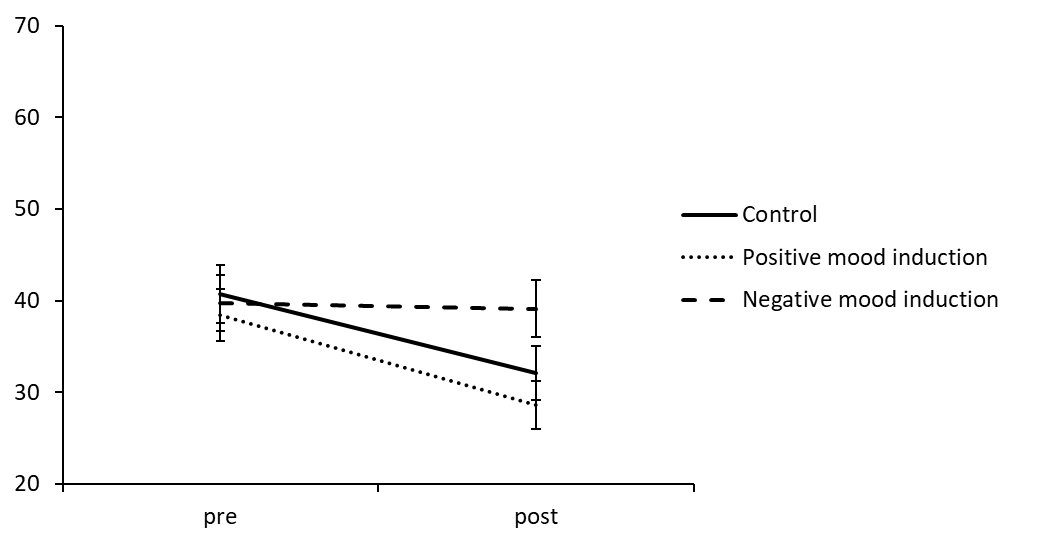 70
60
50
40
30
20
pre post
Control
Positive mood induction
Negative mood induction